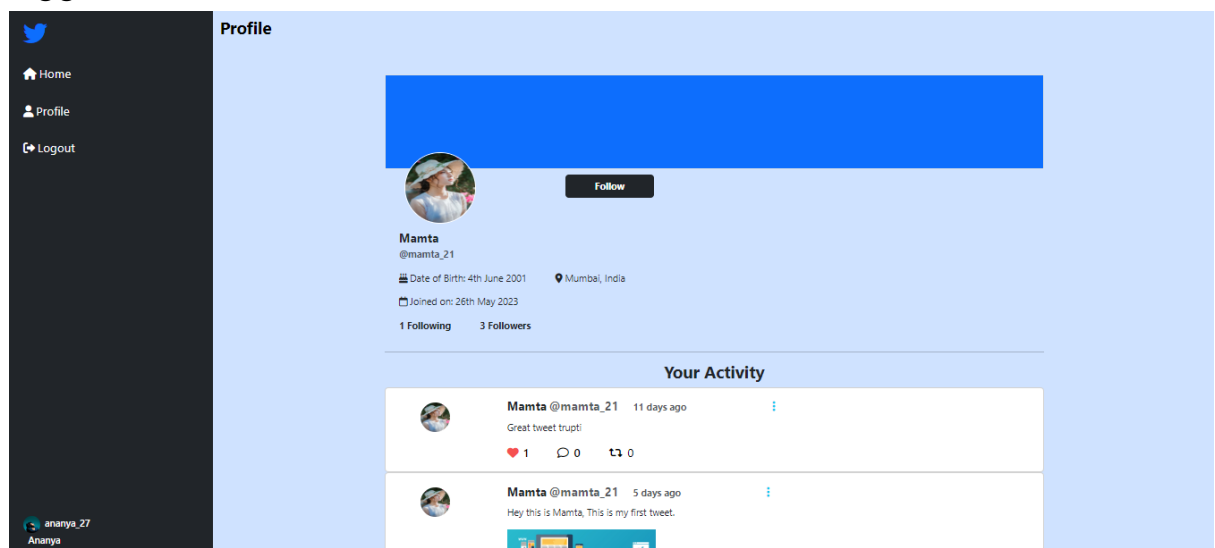 Profile
Home
Profile
Logout
Follow
Mamta
@mamta_21
Date of Birth: 4th June 2001 Mumbai, India
Joined on: 26th May 2023
1 Following 3 Followers
Your Activity
Mamta @mamta_21 11 days ago
Great tweet trupti
1 0 0
Mamta @mamta_21 5 days ago
Hey this is Mamta, This is my first tweet.
ananya_27
Ananya